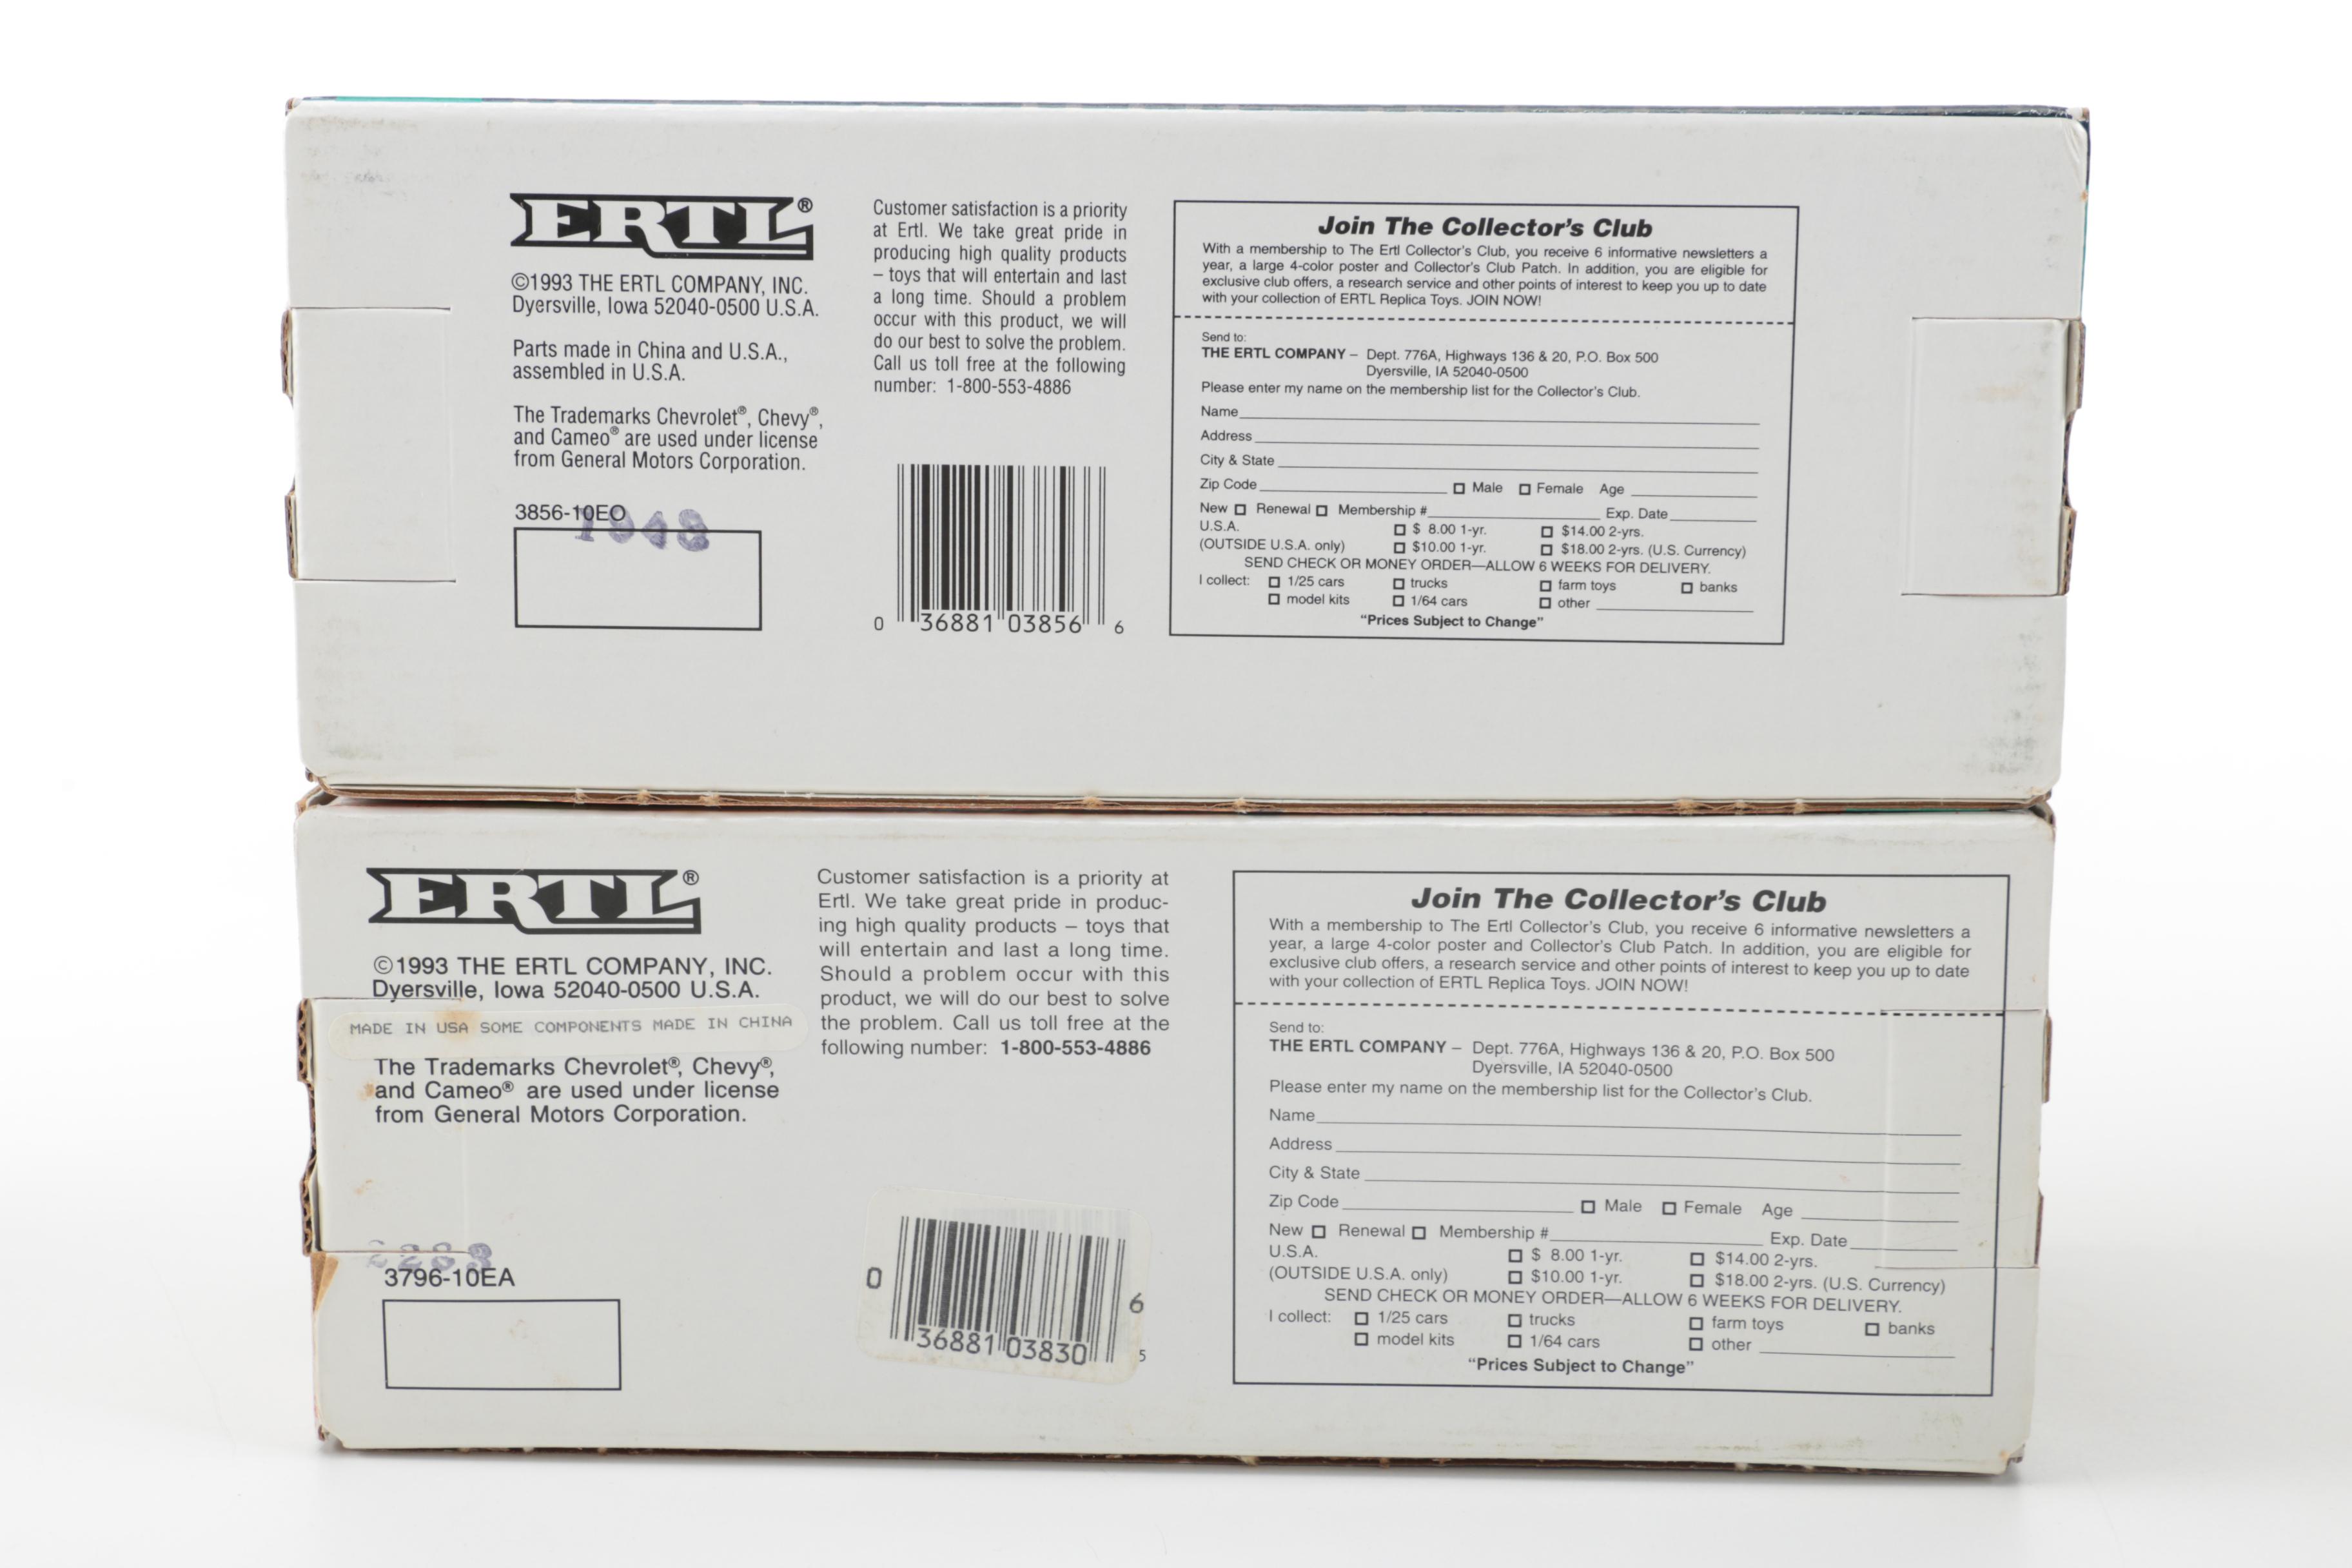 ERTL®
©1993 THE ERTL COMPANY, INC.
Dyersville, Iowa 52040-0500 U.S.A.
Parts made in China and U.S.A.,
assembled in U.S.A.
The Trademarks Chevrolet®, Chevy®,
and Cameo® are used under license
from General Motors Corporation.
3856-10EO
1948
Customer satisfaction is a priority
at Ertl. We take great pride in
producing high quality products
– toys that will entertain and last
a long time. Should a problem
occur with this product, we will
do our best to solve the problem.
Call us toll free at the following
number: 1-800-553-4886
0 36881 03856 6
Join The Collector's Club
With a membership to The Ertl Collector's Club, you receive 6 informative newsletters a
year, a large 4-color poster and Collector's Club Patch. In addition, you are eligible for
exclusive club offers, a research service and other points of interest to keep you up to date
with your collection of ERTL Replica Toys. JOIN NOW!
Send to:
THE ERTL COMPANY – Dept. 776A, Highways 136 & 20, P.O. Box 500
Dyersville, IA 52040-0500
Please enter my name on the membership list for the Collector's Club.
Name
Address
City & State
Zip Code Male Female Age
New Renewal Membership # Exp. Date
U.S.A. $ 8.00 1-yr. $14.00 2-yrs.
(OUTSIDE U.S.A. only) $10.00 1-yr. $18.00 2-yrs. (U.S. Currency)
SEND CHECK OR MONEY ORDER—ALLOW 6 WEEKS FOR DELIVERY.
I collect: 1/25 cars trucks farm toys banks
model kits 1/64 cars other
"Prices Subject to Change"
ERTL®
©1993 THE ERTL COMPANY, INC.
Dyersville, Iowa 52040-0500 U.S.A.
MADE IN USA SOME COMPONENTS MADE IN CHINA
The Trademarks Chevrolet®, Chevy®,
and Cameo® are used under license
from General Motors Corporation.
2283
3796-10EA
Customer satisfaction is a priority at
Ertl. We take great pride in produc-
ing high quality products – toys that
will entertain and last a long time.
Should a problem occur with this
product, we will do our best to solve
the problem. Call us toll free at the
following number: 1-800-553-4886
0 36881 03830 6
5
Join The Collector's Club
With a membership to The Ertl Collector's Club, you receive 6 informative newsletters a
year, a large 4-color poster and Collector's Club Patch. In addition, you are eligible for
exclusive club offers, a research service and other points of interest to keep you up to date
with your collection of ERTL Replica Toys. JOIN NOW!
Send to:
THE ERTL COMPANY – Dept. 776A, Highways 136 & 20, P.O. Box 500
Dyersville, IA 52040-0500
Please enter my name on the membership list for the Collector's Club.
Name
Address
City & State
Zip Code Male Female Age
New Renewal Membership # Exp. Date
U.S.A. $ 8.00 1-yr. $14.00 2-yrs.
(OUTSIDE U.S.A. only) $10.00 1-yr. $18.00 2-yrs. (U.S. Currency)
SEND CHECK OR MONEY ORDER—ALLOW 6 WEEKS FOR DELIVERY.
I collect: 1/25 cars trucks farm toys banks
model kits 1/64 cars other
"Prices Subject to Change"